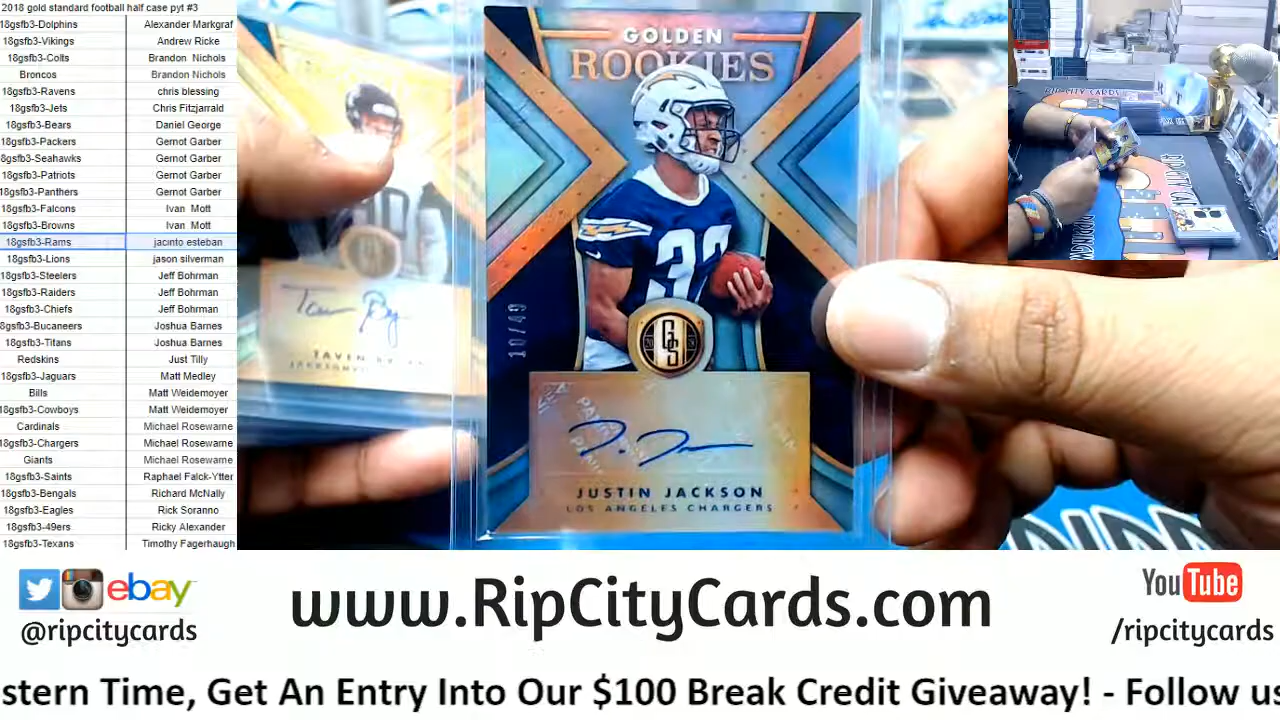 2018 gold standard football half case pyt #3
18gsfb3-Dolphins Alexander Markgraf
18gsfb3-Vikings Andrew Ricke
18gsfb3-Colts Brandon Nichols
Broncos Brandon Nichols
18gsfb3-Ravens chris blessing
18gsfb3-Jets Chris Fitzjarrald
18gsfb3-Bears Daniel George
18gsfb3-Packers Gernot Garber
8gsfb3-Seahawks Gernot Garber
18gsfb3-Patriots Gernot Garber
18gsfb3-Panthers Gernot Garber
18gsfb3-Falcons Ivan Mott
18gsfb3-Browns Ivan Mott
18gsfb3-Rams jacinto esteban
18gsfb3-Lions jason silverman
18gsfb3-Steelers Jeff Bohrman
18gsfb3-Raiders Jeff Bohrman
18gsfb3-Chiefs Jeff Bohrman
8gsfb3-Bucaneers Joshua Barnes
18gsfb3-Titans Joshua Barnes
Redskins Just Tilly
18gsfb3-Jaguars Matt Medley
Bills Matt Weidemoyer
8gsfb3-Cowboys Matt Weidemoyer
Cardinals Michael Rosewarne
8gsfb3-Chargers Michael Rosewarne
Giants Michael Rosewarne
18gsfb3-Saints Raphael Falck-Ytter
18gsfb3-Bengals Richard McNally
18gsfb3-Eagles Rick Soranno
18gsfb3-49ers Ricky Alexander
18gsfb3-Texans Timothy Fagerhaugh
GOLDEN
ROOKIES
32
10/49
GS
JUSTIN JACKSON
LOS ANGELES CHARGERS
TAVEN
RIP CITY CARDS
ebay
@ripcitycards
www.RipCityCards.com
YouTube
/ripcitycards
stern Time, Get An Entry Into Our $100 Break Credit Giveaway! - Follow us